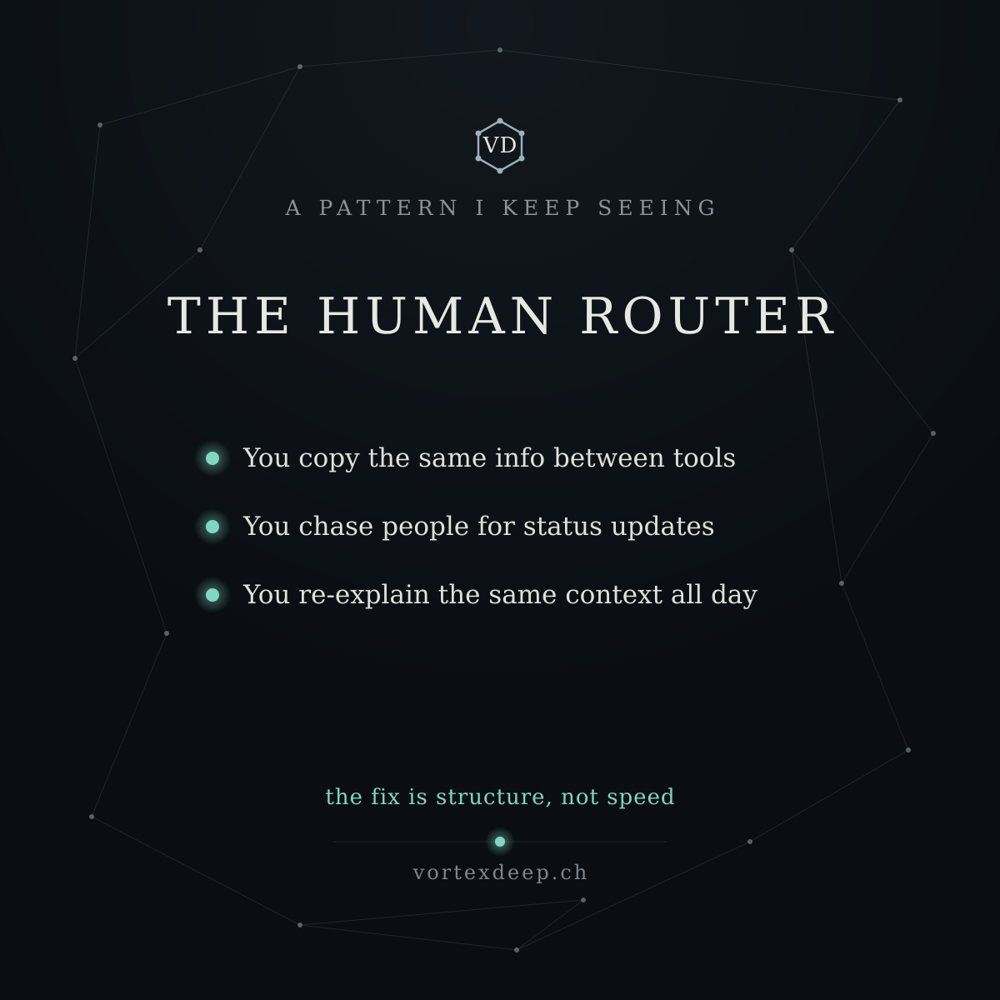 VD
A PATTERN I KEEP SEEING
THE HUMAN ROUTER
You copy the same info between tools
You chase people for status updates
You re-explain the same context all day
the fix is structure, not speed
vortexdeep.ch